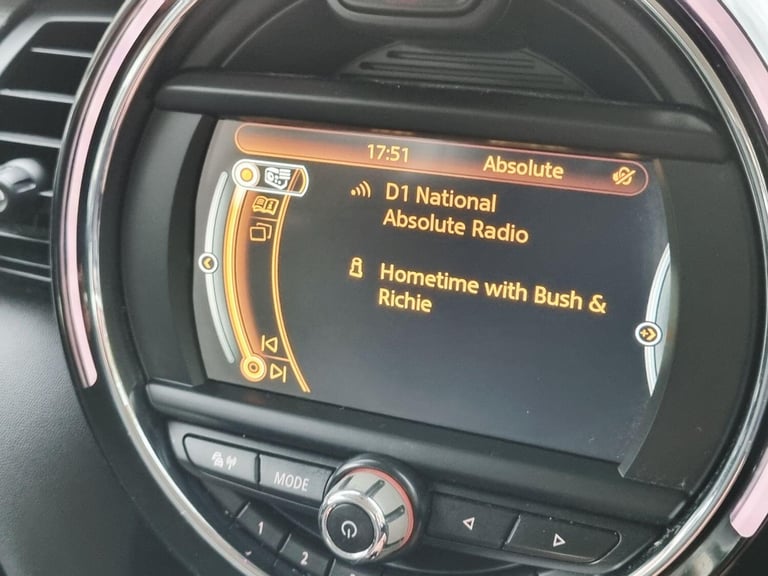 17:51 Absolute
D1 National
Absolute Radio
Hometime with Bush &
Richie
MODE
1
2